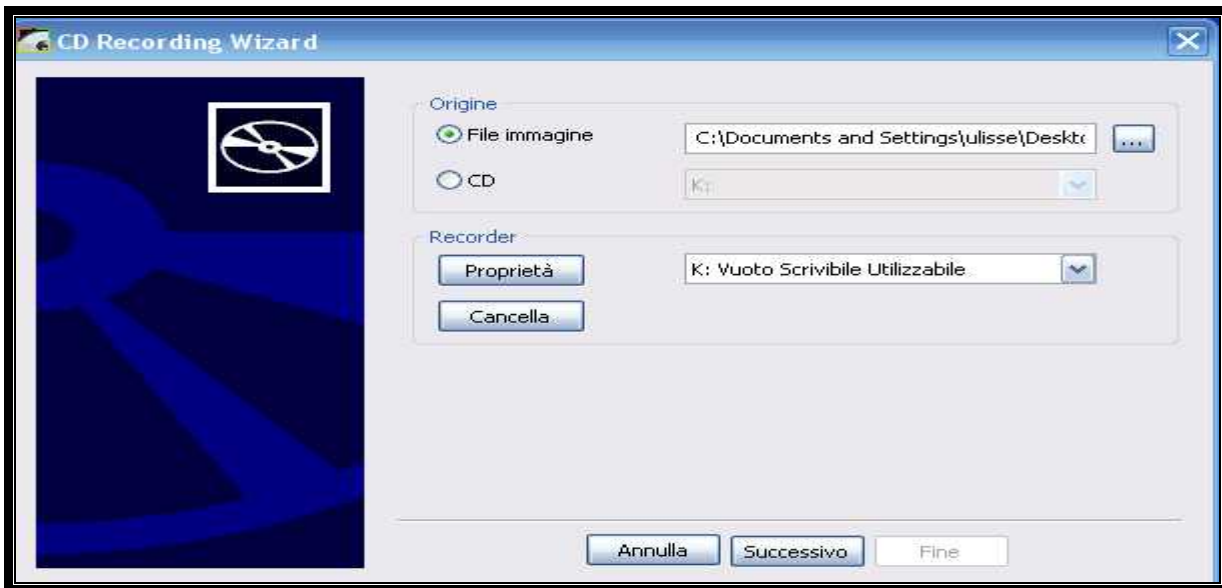 CD Recording Wizard
Origine
File immagine
C:\Documents and Settings\ulisse\Deskt
...
CD
K:
Recorder
Proprietà
K: Vuoto Scrivibile Utilizzabile
Cancella
Annulla
Successivo
Fine